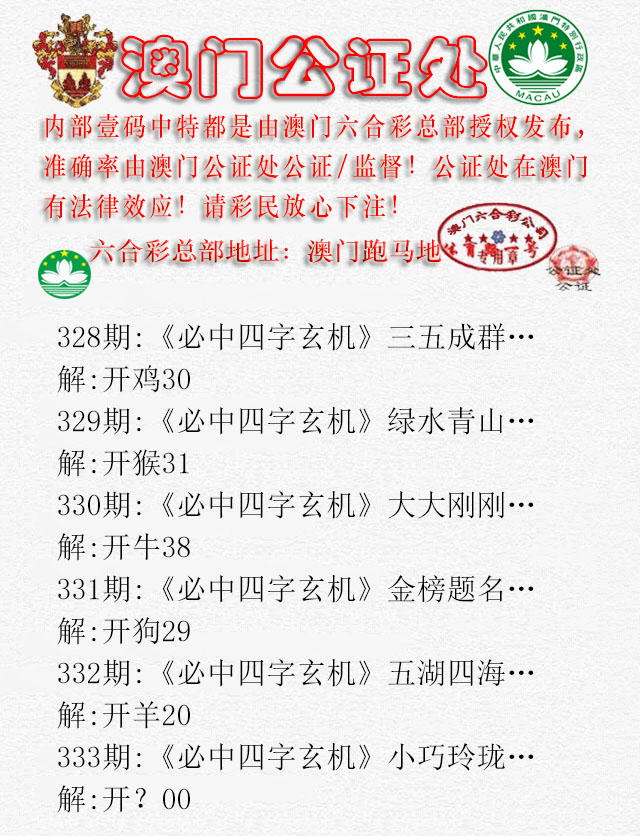 澳门公证处
中華人民共和國澳門特別行政區
MACAU
内部壹码中特都是由澳门六合彩总部授权发布,
准确率由澳门公证处公证/监督!公证处在澳门
有法律效应!请彩民放心下注!
六合彩总部地址:澳门跑马地
澳门六合彩公司
专用章
公证处
公证
328期:《必中四字玄机》三五成群…
解:开鸡30
329期:《必中四字玄机》绿水青山…
解:开猴31
330期:《必中四字玄机》大大刚刚…
解:开牛38
331期:《必中四字玄机》金榜题名…
解:开狗29
332期:《必中四字玄机》五湖四海…
解:开羊20
333期:《必中四字玄机》小巧玲珑…
解:开?00